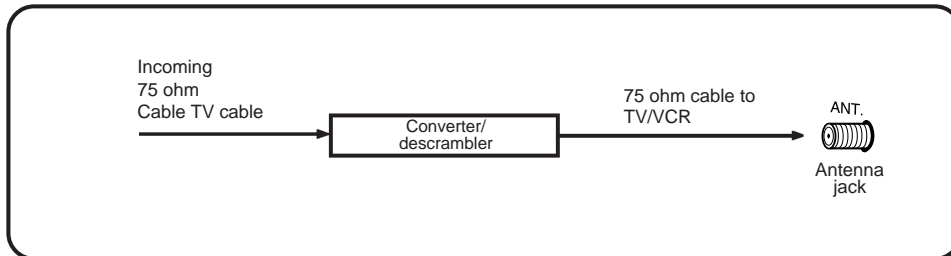 Incoming
75 ohm
Cable TV cable
Converter/
descrambler
75 ohm cable to
TV/VCR
ANT.
Antenna
jack